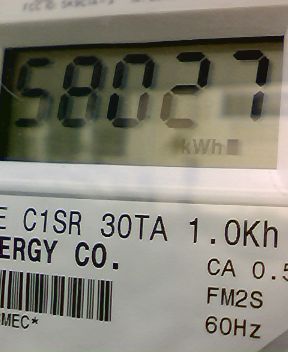 58027
kWh
E C1SR 30TA 1.0Kh
ERGY CO.
CA 0.5
FM2S
60Hz
MEC*